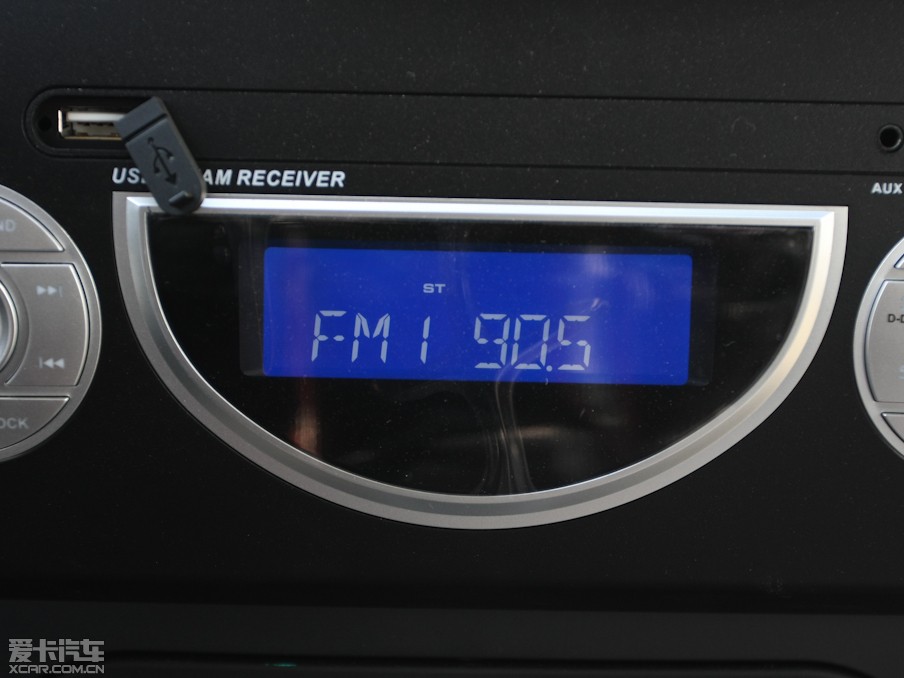 AM RECEIVER
AUX
ST
FM1 90.5
爱卡汽车
XCAR.COM.CN